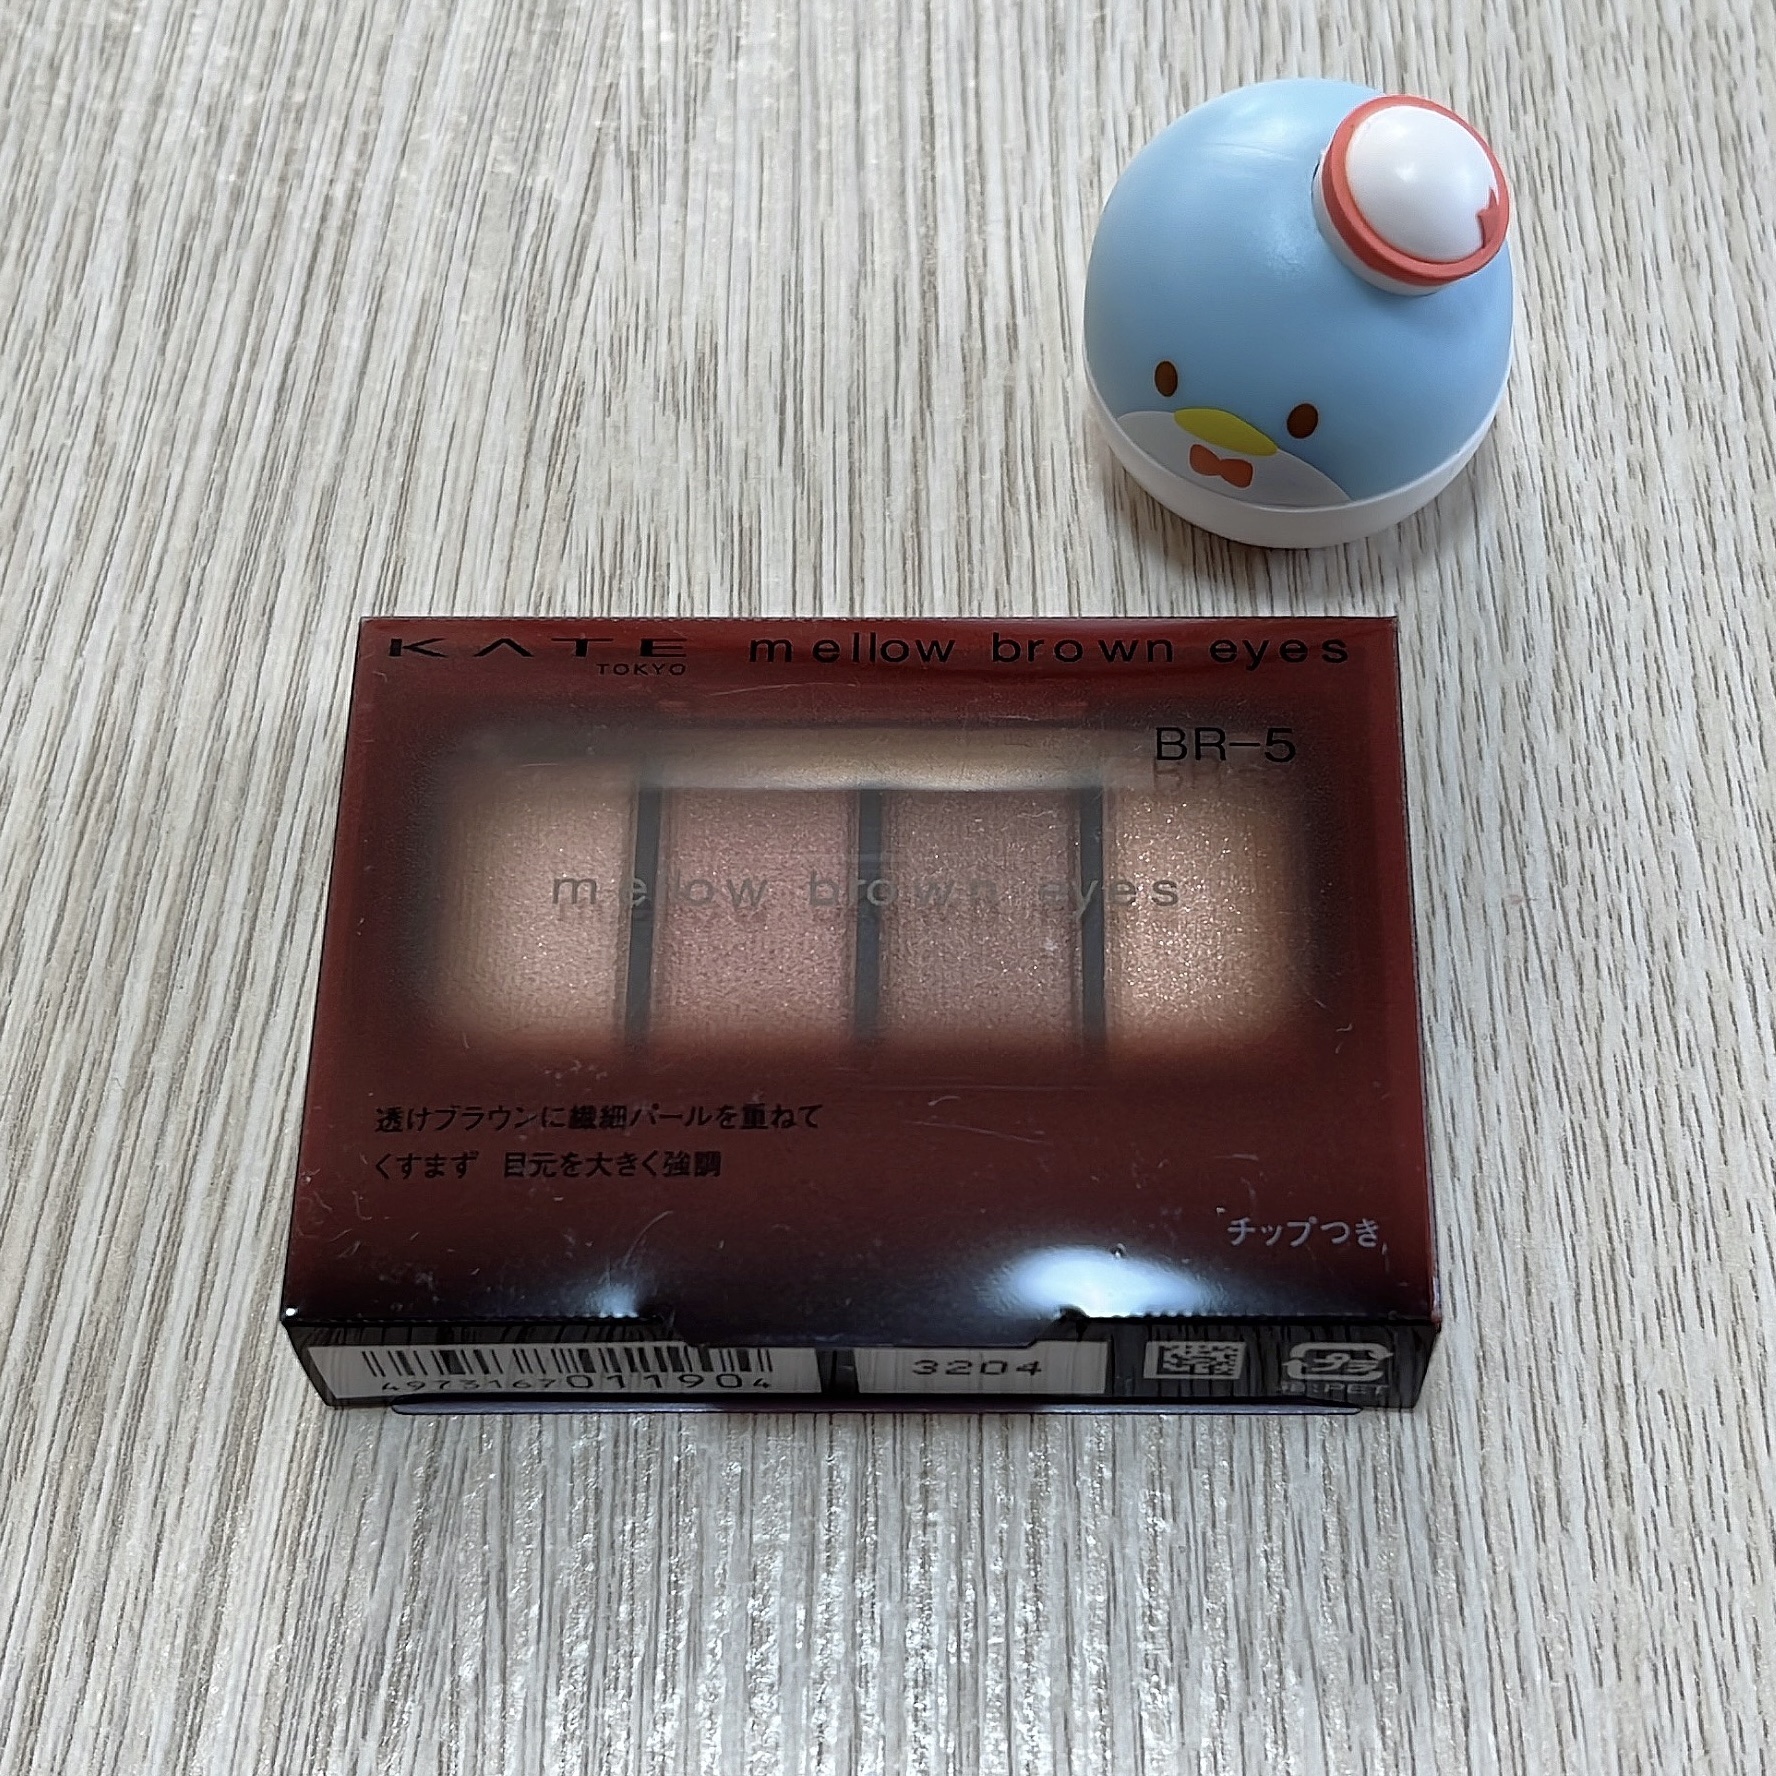 KATE mellow brown eyes
TOKYO
BR-5
mellow brown eyes
透けブラウンに繊細パールを重ねて
くすまず 目元を大きく強調
チップつき
4973167011904
3204
プラ